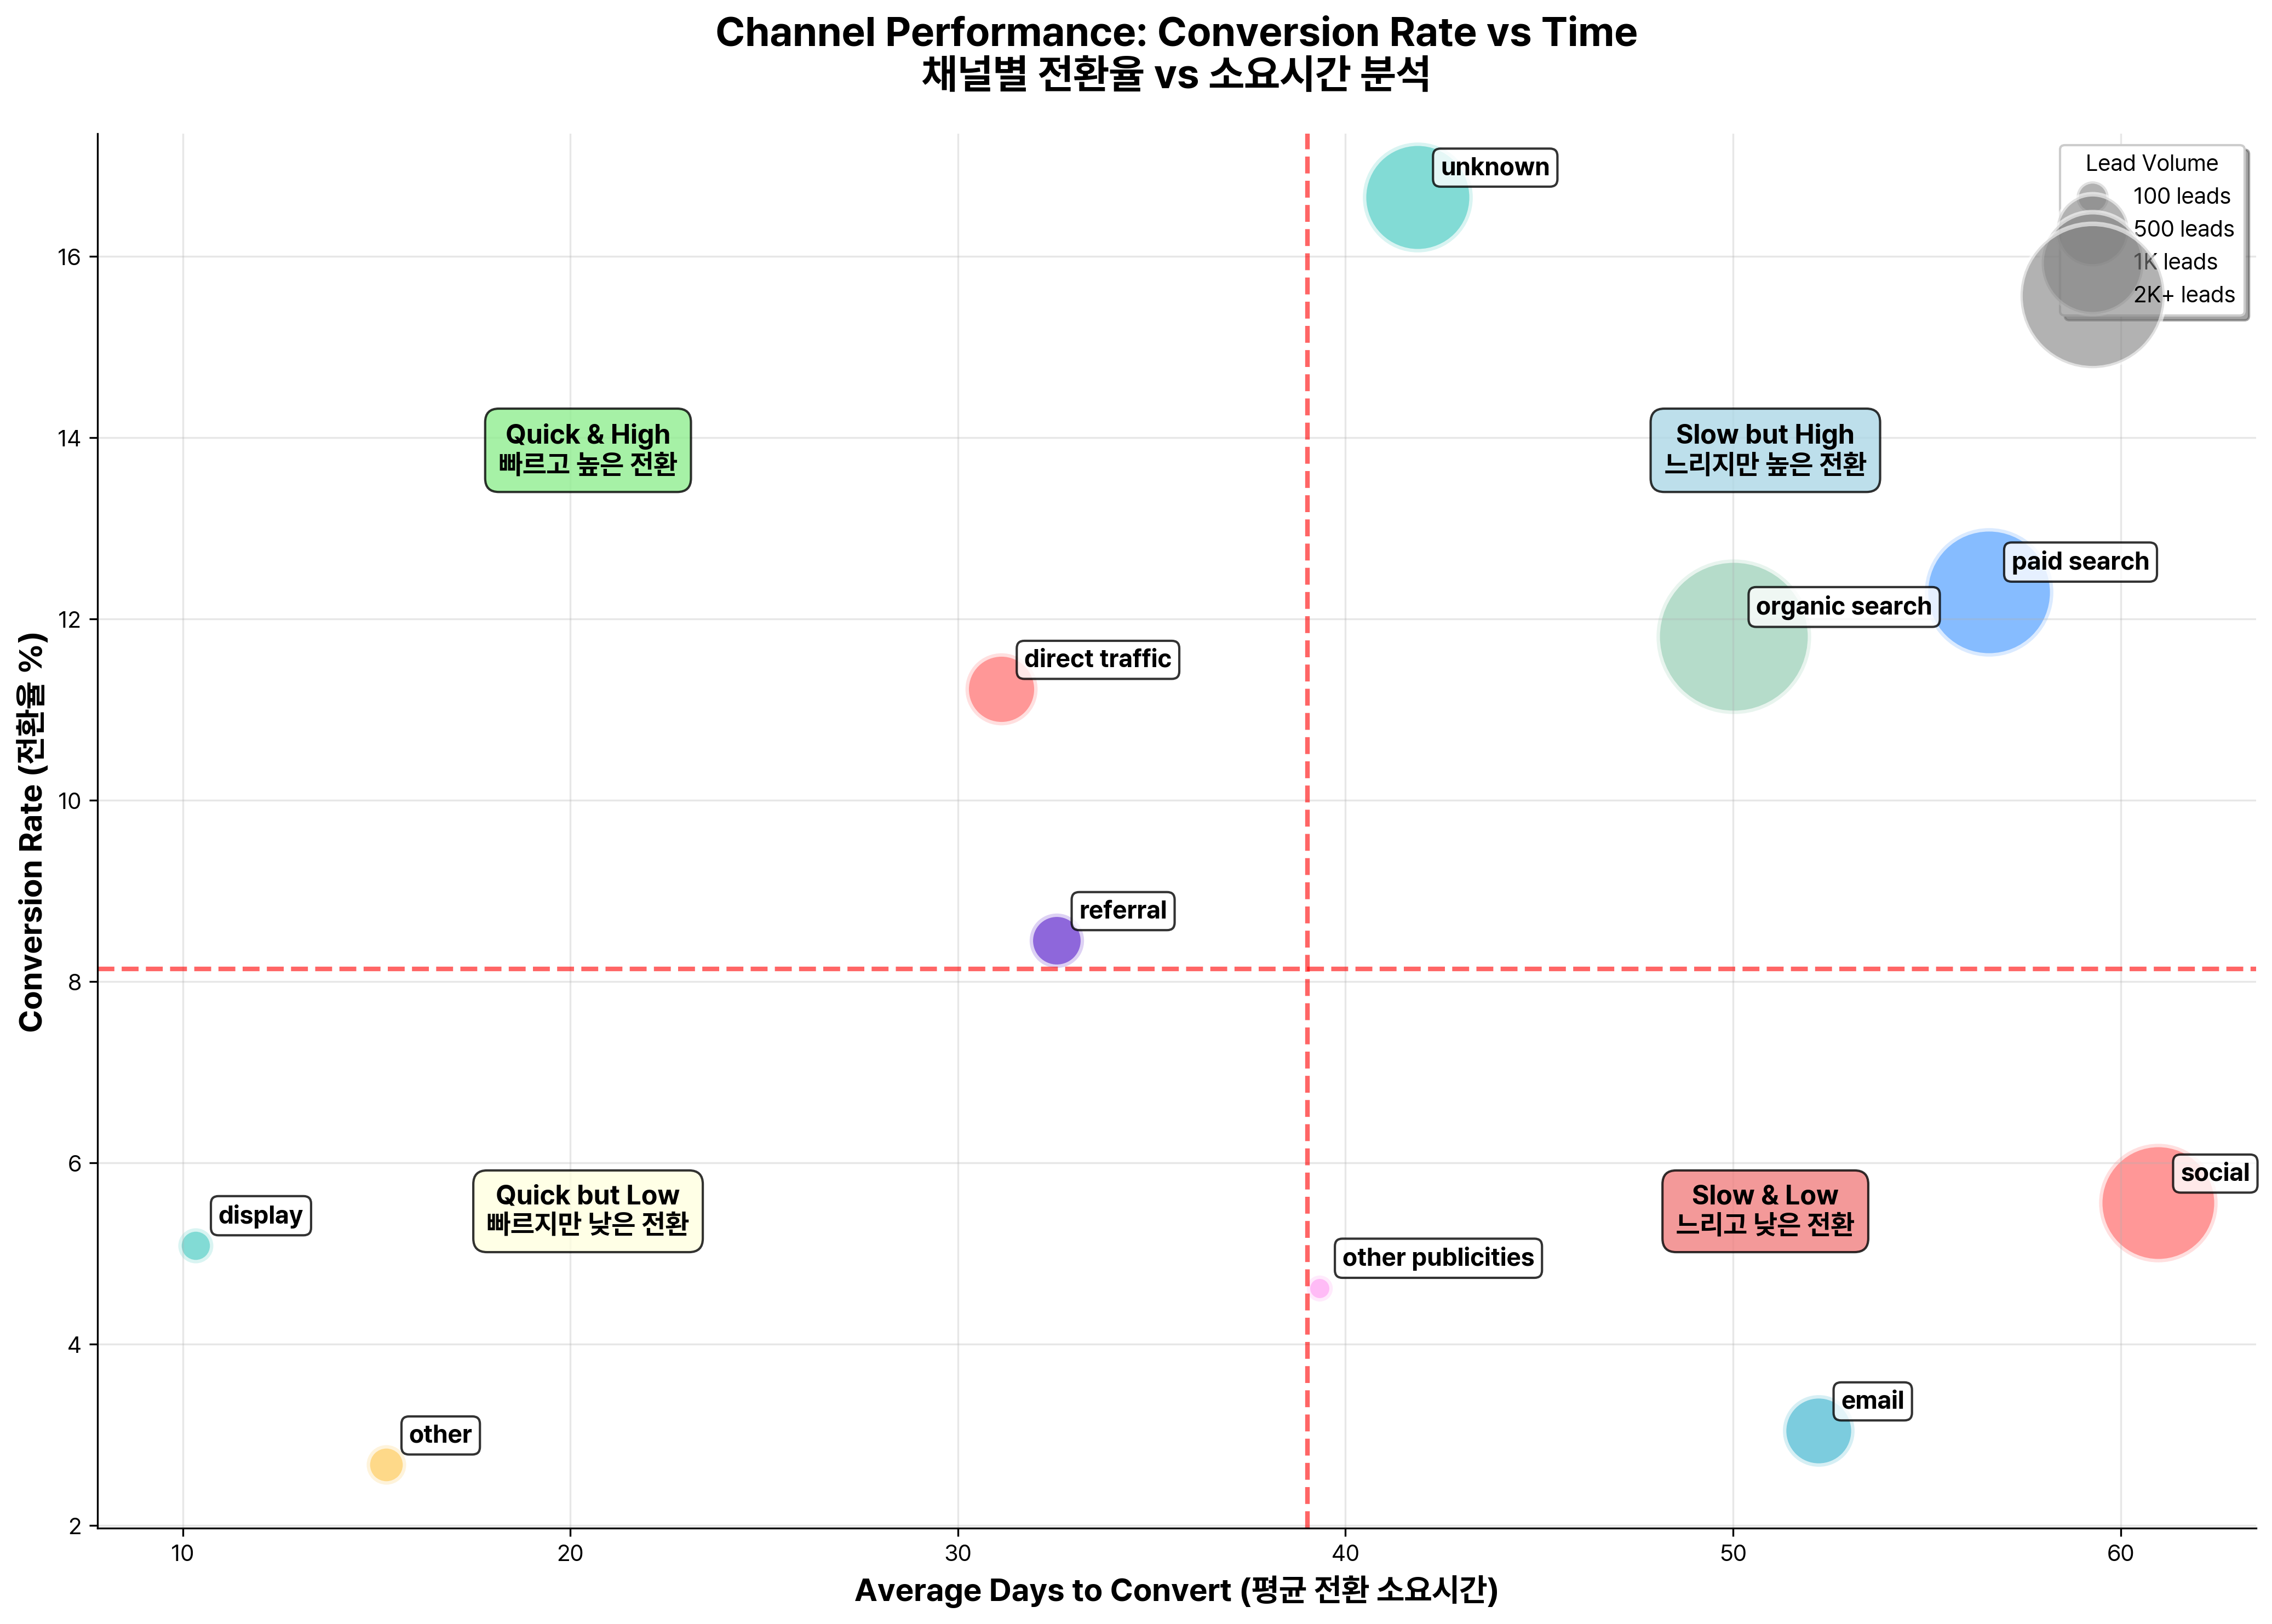 Channel Performance: Conversion Rate vs Time
채널별 전환율 vs 소요시간 분석
unknown
Lead Volume
100 leads
500 leads
1K leads
2K+ leads
16
14
12
10
8
6
4
2
Conversion Rate (전환율 %)
Quick & High
빠르고 높은 전환
Slow but High
느리지만 높은 전환
paid search
organic search
direct traffic
referral
social
Quick but Low
빠르지만 낮은 전환
Slow & Low
느리고 낮은 전환
display
other publicities
email
other
10
20
30
40
50
60
Average Days to Convert (평균 전환 소요시간)